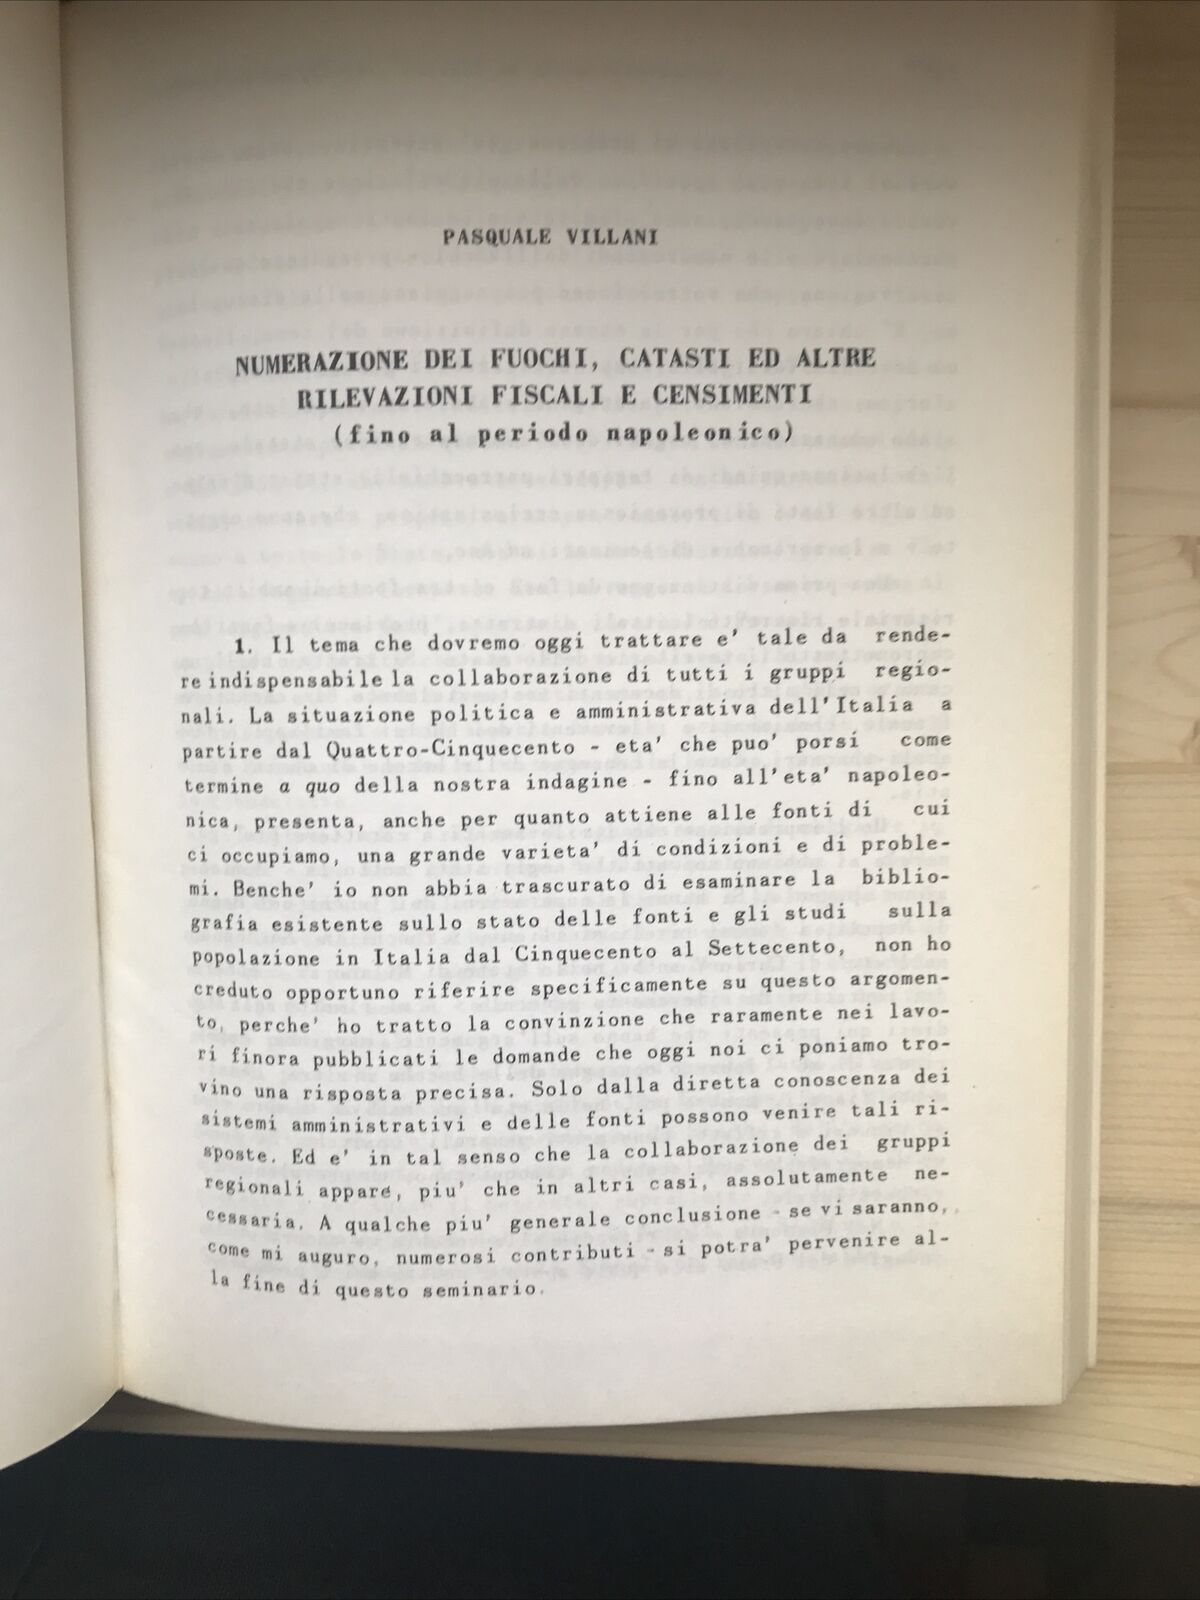 PASQUALE VILLANI
NUMERAZIONE DEI FUOCHI, CATASTI ED ALTRE
RILEVAZIONI FISCALI E CENSIMENTI
(fino al periodo napoleonico)
1. Il tema che dovremo oggi trattare e' tale da rende-
re indispensabile la collaborazione di tutti i gruppi regio-
nali. La situazione politica e amministrativa dell'Italia a
partire dal Quattro-Cinquecento - eta' che puo' porsi come
termine a quo della nostra indagine - fino all'eta' napoleo-
nica, presenta, anche per quanto attiene alle fonti di cui
ci occupiamo, una grande varieta' di condizioni e di proble-
mi. Benche' io non abbia trascurato di esaminare la biblio-
grafia esistente sullo stato delle fonti e gli studi sulla
popolazione in Italia dal Cinquecento al Settecento, non ho
creduto opportuno riferire specificamente su questo argomen-
to, perche' ho tratto la convinzione che raramente nei lavo-
ri finora pubblicati le domande che oggi noi ci poniamo tro-
vino una risposta precisa. Solo dalla diretta conoscenza dei
sistemi amministrativi e delle fonti possono venire tali ri-
sposte. Ed e' in tal senso che la collaborazione dei gruppi
regionali appare, piu' che in altri casi, assolutamente ne-
cessaria. A qualche piu' generale conclusione - se vi saranno,
come mi auguro, numerosi contributi - si potra' pervenire al-
la fine di questo seminario.